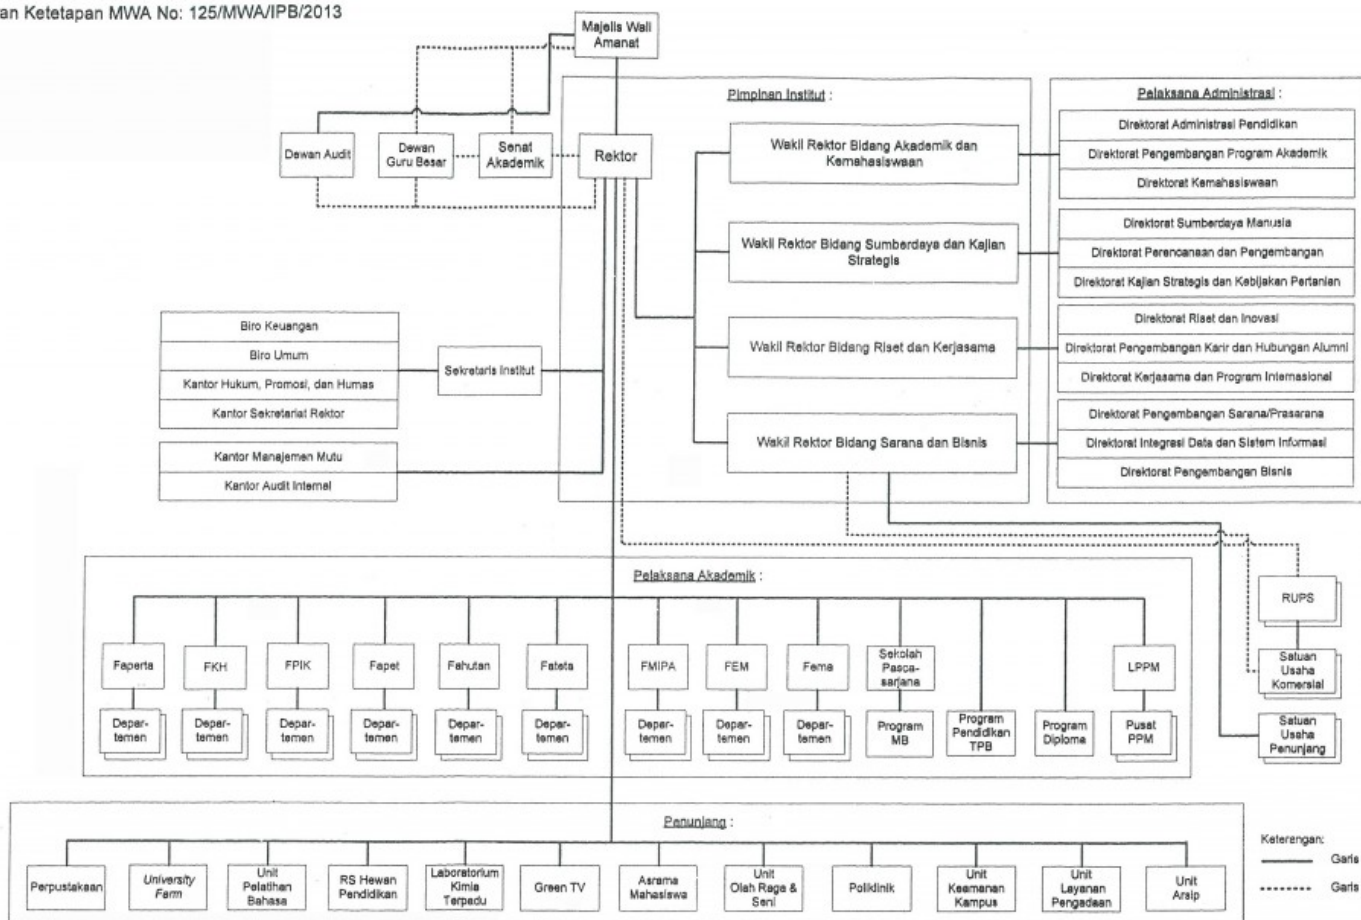 an Ketetapan MWA No: 125/MWA/IPB/2013
Majelis Wali
Amanat
Pimpinan Institut :
Pelaksana Administrasi :
Dewan Audit
Dewan
Guru Besar
Senat
Akademik
Rektor
Wakil Rektor Bidang Akademik dan
Kemahasiswaan
Direktorat Administrasi Pendidikan
Direktorat Pengembangan Program Akademik
Direktorat Kemahasiswaan
Wakil Rektor Bidang Sumberdaya dan Kajian
Strategis
Direktorat Sumberdaya Manusia
Direktorat Perencanaan dan Pengembangan
Direktorat Kajian Strategis dan Kebijakan Pertanian
Wakil Rektor Bidang Riset dan Kerjasama
Direktorat Riset dan Inovasi
Direktorat Pengembangan Karir dan Hubungan Alumni
Direktorat Kerjasama dan Program Internasional
Wakil Rektor Bidang Sarana dan Bisnis
Direktorat Pengembangan Sarana/Prasarana
Direktorat Integrasi Data dan Sistem Informasi
Direktorat Pengembangan Bisnis
Biro Keuangan
Biro Umum
Kantor Hukum, Promosi, dan Humas
Kantor Sekretariat Rektor
Sekretaris Institut
Kantor Manajemen Mutu
Kantor Audit Internal
Pelaksana Akademik :
Faperta
FKH
FPIK
Fapet
Fahutan
Fateta
FMIPA
FEM
Fema
Sekolah
Pasca-
sarjana
LPPM
Depar-
temen
Depar-
temen
Depar-
temen
Depar-
temen
Depar-
temen
Depar-
temen
Depar-
temen
Depar-
temen
Depar-
temen
Program
MB
Program
Pendidikan
TPB
Program
Diploma
Pusat
PPM
RUPS
Satuan
Usaha
Komersial
Satuan
Usaha
Penunjang
Penunjang :
Perpustakaan
University
Farm
Unit
Pelatihan
Bahasa
RS Hewan
Pendidikan
Laboratorium
Kimia
Terpadu
Green TV
Asrama
Mahasiswa
Unit
Olah Raga &
Seni
Poliklinik
Unit
Keamanan
Kampus
Unit
Layanan
Pengadaan
Unit
Arsip
Keterangan:
Garis
Garis